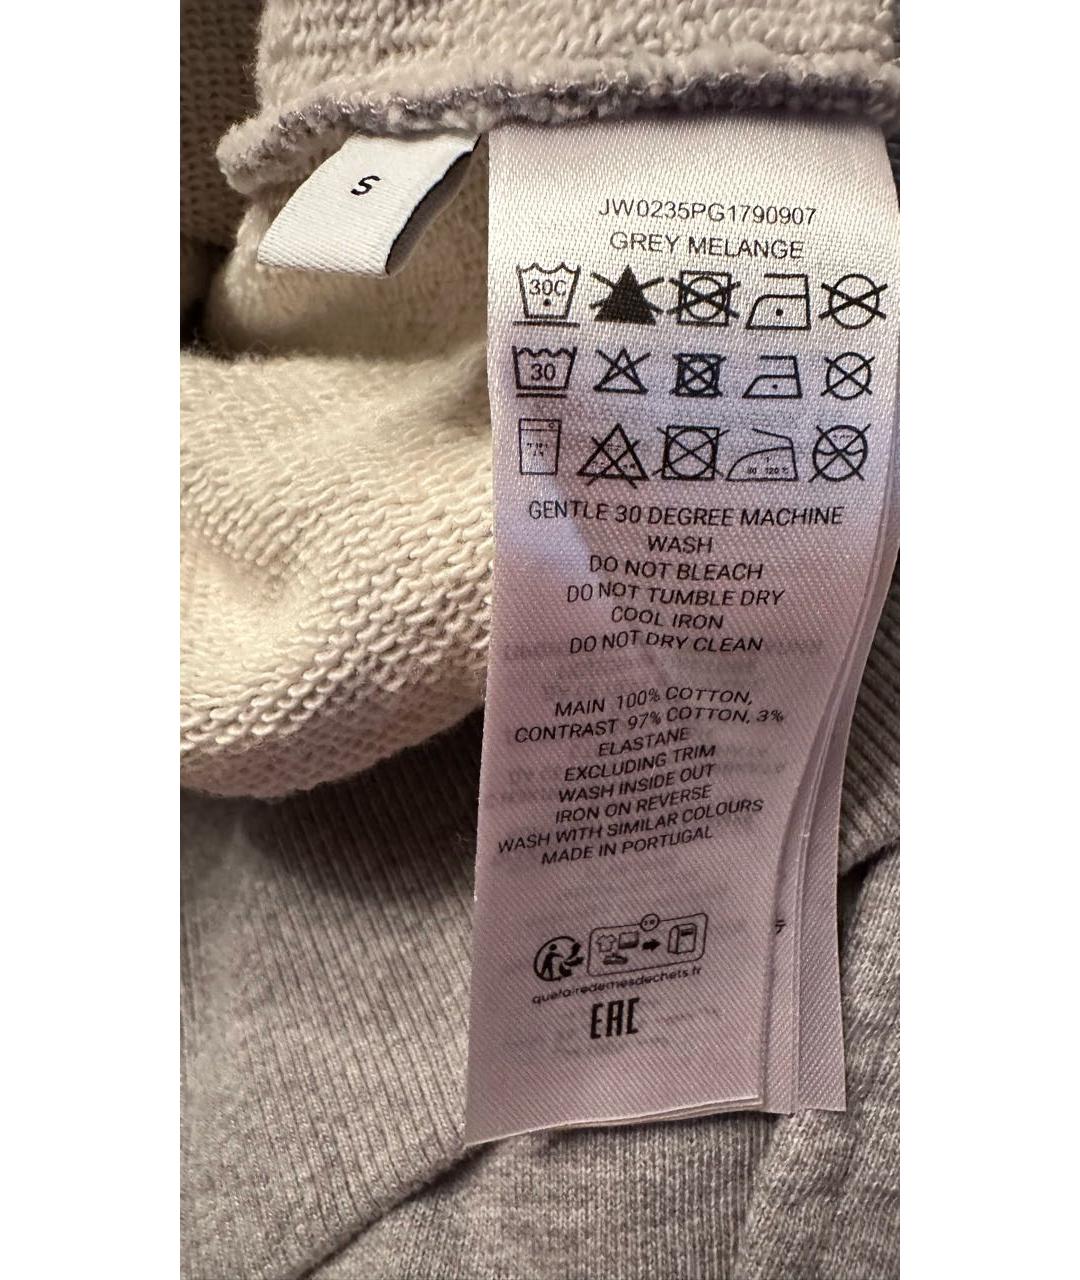 S
JW0235PG1790907
GREY MELANGE
30C
30
GENTLE 30 DEGREE MACHINE
WASH
DO NOT BLEACH
DO NOT TUMBLE DRY
COOL IRON
DO NOT DRY CLEAN
MAIN 100% COTTON,
CONTRAST 97% COTTON, 3%
ELASTANE
EXCLUDING TRIM
WASH INSIDE OUT
IRON ON REVERSE
WASH WITH SIMILAR COLOURS
MADE IN PORTUGAL
quefairedemesdechets.fr
EAC